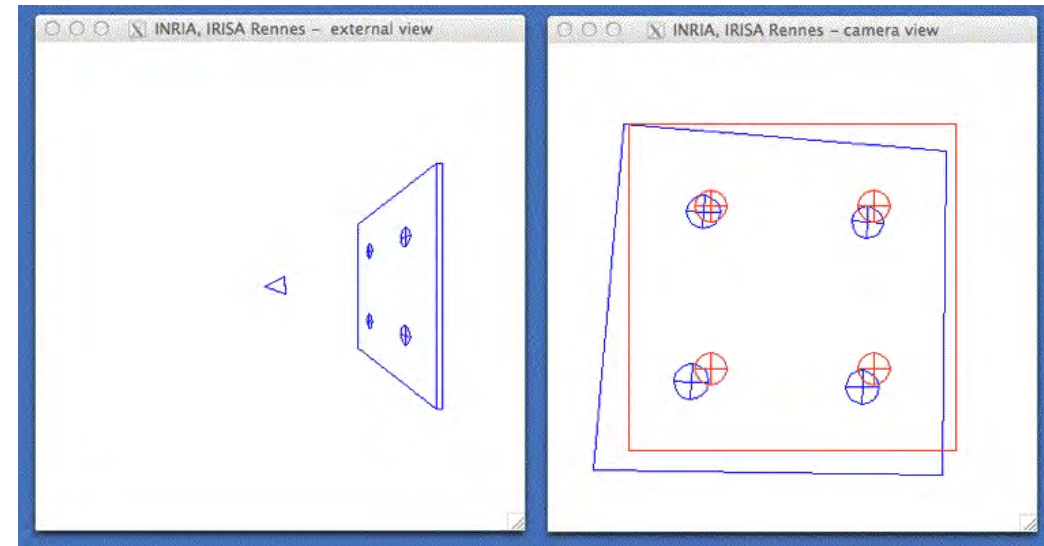 INRIA, IRISA Rennes - external view
INRIA, IRISA Rennes - camera view